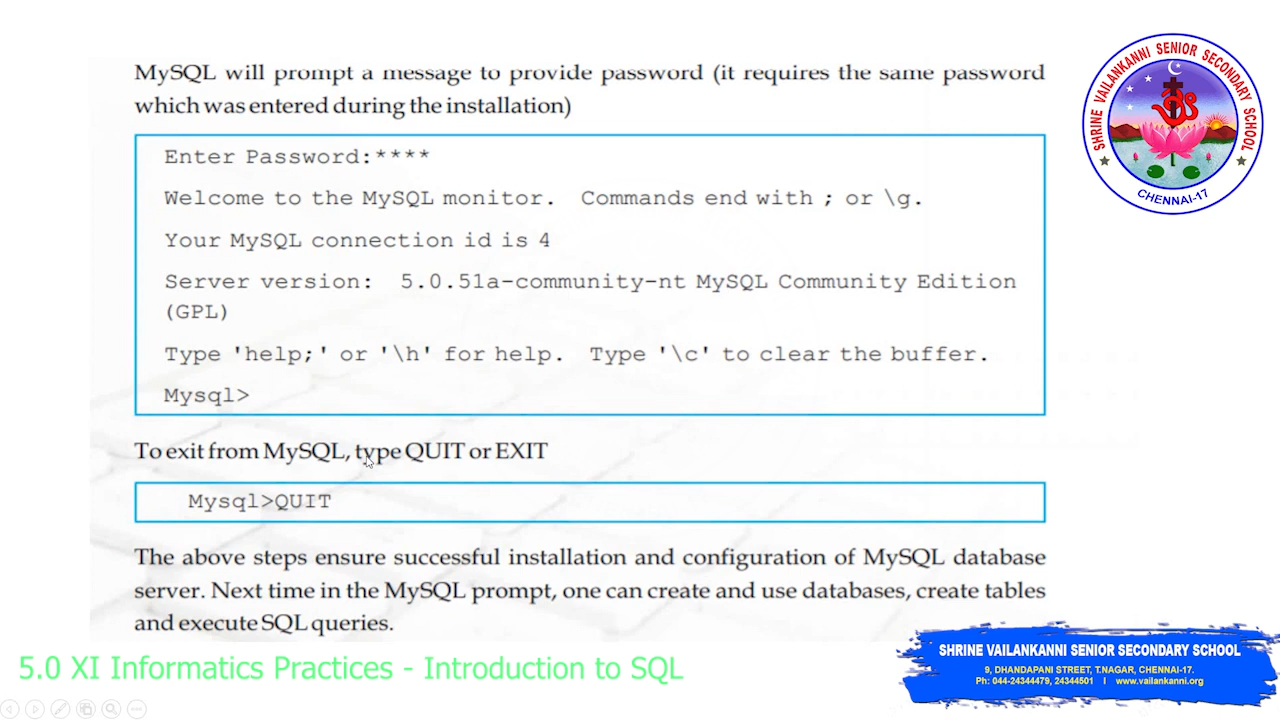 MySQL will prompt a message to provide password (it requires the same password
which was entered during the installation)
Enter Password:****
Welcome to the MySQL monitor. Commands end with ; or \g.
Your MySQL connection id is 4
Server version: 5.0.51a-community-nt MySQL Community Edition
(GPL)
Type 'help;' or '\h' for help. Type '\c' to clear the buffer.
Mysql>
To exit from MySQL, type QUIT or EXIT
Mysql>QUIT
The above steps ensure successful installation and configuration of MySQL database
server. Next time in the MySQL prompt, one can create and use databases, create tables
and execute SQL queries.
5.0 XI Informatics Practices - Introduction to SQL
SHRINE VAILANKANNI SENIOR SECONDARY SCHOOL
CHENNAI-17
SHRINE VAILANKANNI SENIOR SECONDARY SCHOOL
9, DHANDAPANI STREET, T.NAGAR, CHENNAI-17.
Ph: 044-24344479, 24344501 I www.vailankanni.org